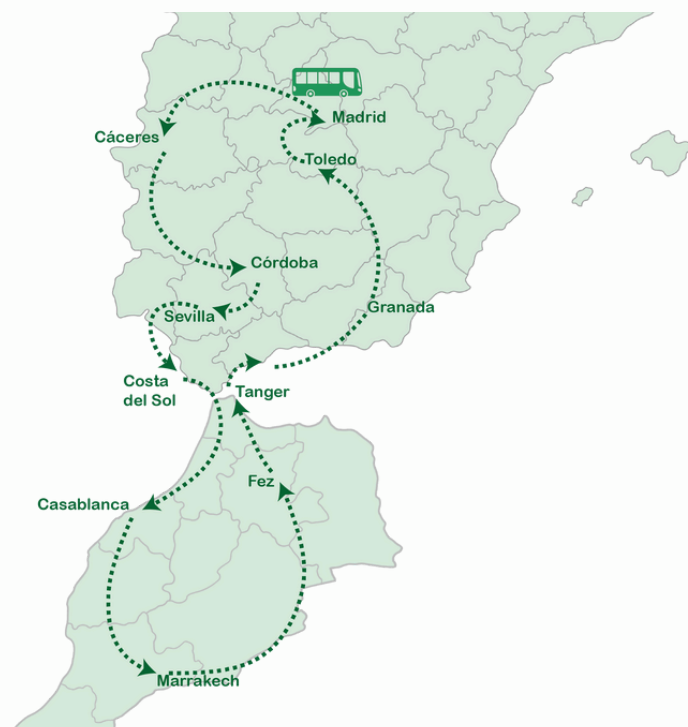 Madrid
Cáceres
Toledo
Córdoba
Granada
Sevilla
Costa
del Sol
Tanger
Fez
Casablanca
Marrakech